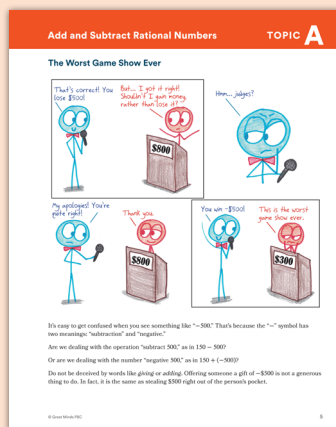 Add and Subtract Rational Numbers
TOPIC A
The Worst Game Show Ever
That's correct! You
lose $500!
But... I got it right!
Shouldn't I gain money
rather than lose it?
Hmm... judges?
$800
My apologies! You're
quite right!
Thank you.
$800
You win -$500!
This is the worst
game show ever.
$300
It's easy to get confused when you see something like “−500.” That's because the “−” symbol has
two meanings: “subtraction” and “negative.”
Are we dealing with the operation “subtract 500,” as in 150 − 500?
Or are we dealing with the number “negative 500,” as in 150 + (−500)?
Do not be deceived by words like giving or adding. Offering someone a gift of −$500 is not a generous
thing to do. In fact, it is the same as stealing $500 right out of the person's pocket.
© Great Minds PBC
5